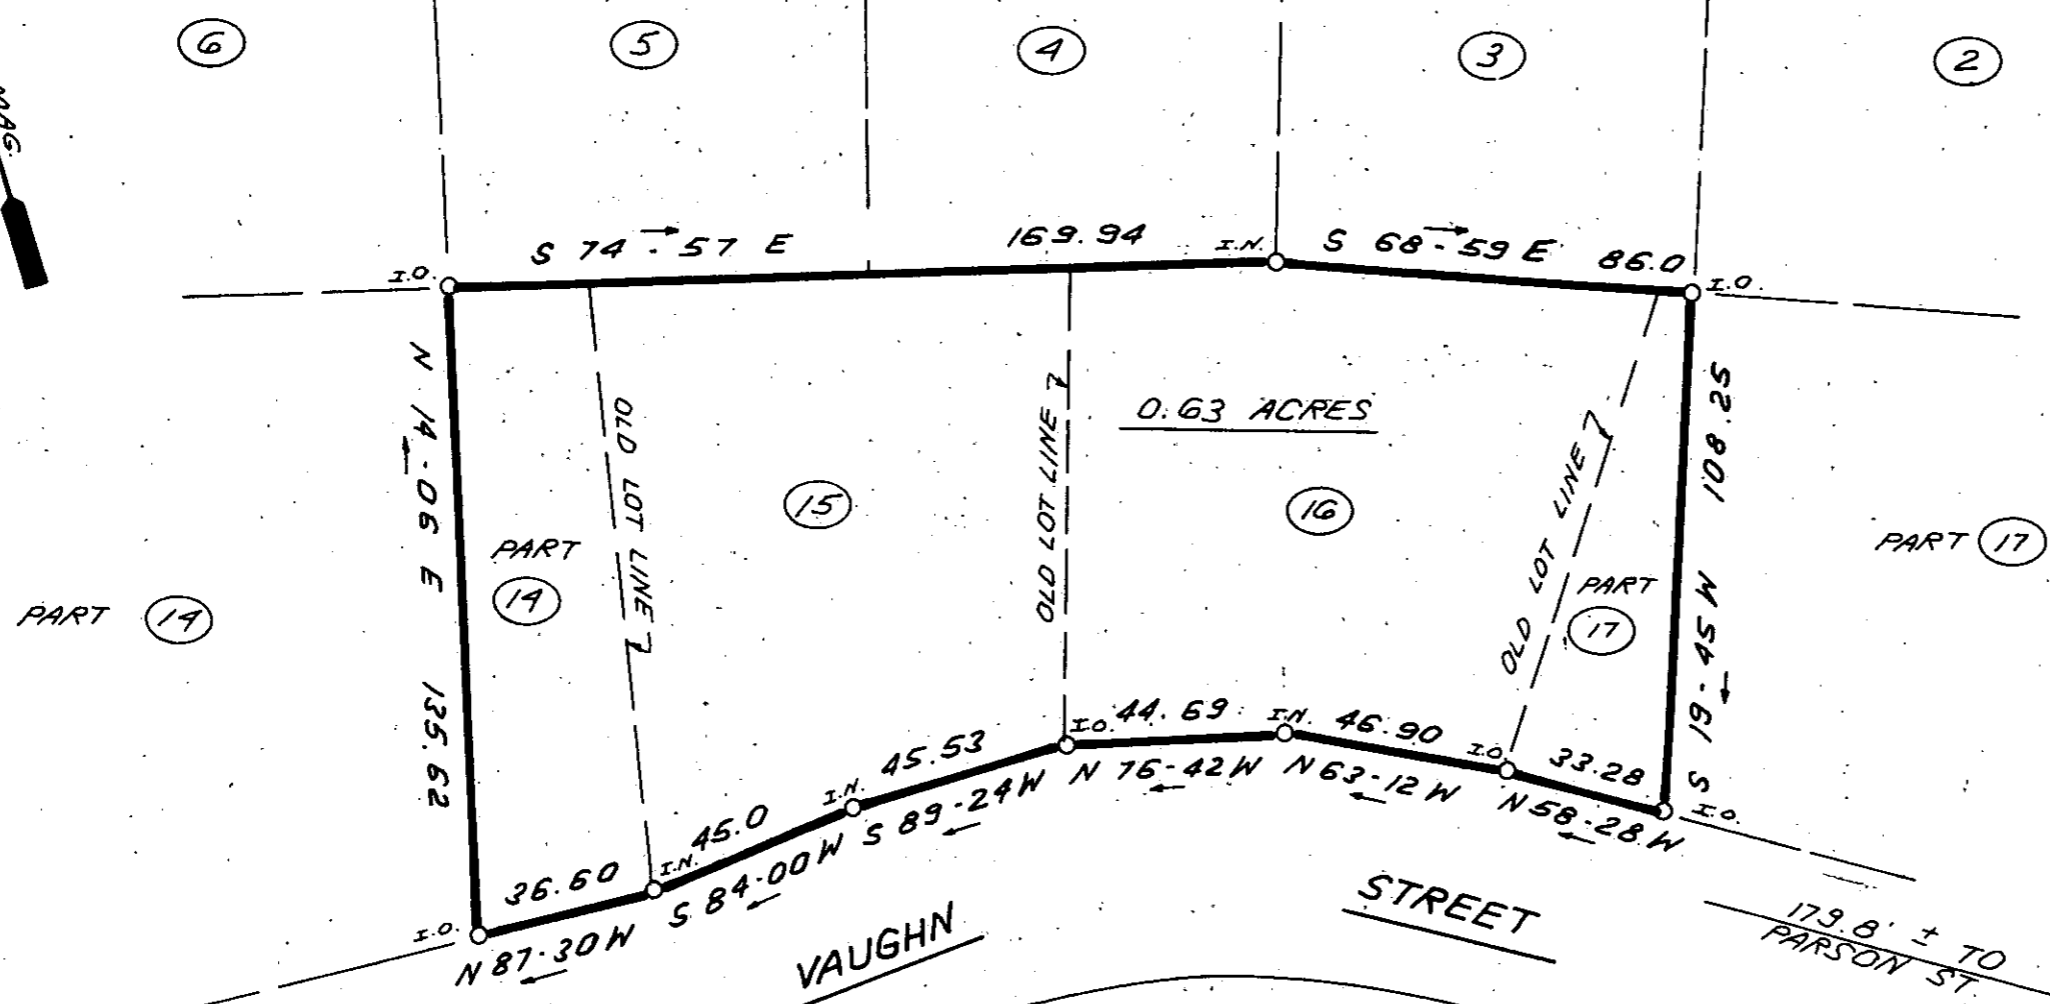 6
5
4
3
2
MAG.
S 74-57 E
169.94
I.N.
S 68-59 E
86.0
I.O.
I.O.
N 14-06 E 135.62
OLD LOT LINE
OLD LOT LINE
0.63 ACRES
OLD LOT LINE
S 19-45 W 108.25
15
16
PART
14
PART 14
PART
17
PART 17
36.60
I.N.
45.0
I.N.
45.53
I.O.
44.69
I.N.
46.90
I.O.
33.28
I.O.
I.O.
N 87-30 W
S 84-00 W
S 89-24 W
N 76-42 W
N 63-12 W
N 58-28 W
VAUGHN STREET
179.8' ± TO
PARSON ST.